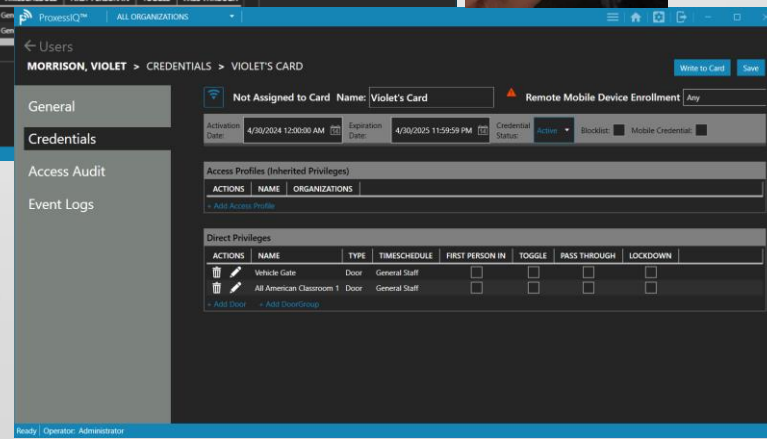 ProxessIQ™ ALL ORGANIZATIONS
Users
MORRISON, VIOLET > CREDENTIALS > VIOLET'S CARD
Write to Card Save
General
Credentials
Access Audit
Event Logs
Not Assigned to Card Name: Violet's Card Remote Mobile Device Enrollment Any
Activation Date: 4/30/2024 12:00:00 AM Expiration Date: 4/30/2025 11:59:59 PM Credential Status: Active Blocklist: Mobile Credential:
Access Profiles (Inherited Privileges)
ACTIONS NAME ORGANIZATIONS
+ Add Access Profile
Direct Privileges
ACTIONS NAME TYPE TIMESCHEDULE FIRST PERSON IN TOGGLE PASS THROUGH LOCKDOWN
Vehicle Gate Door General Staff
All American Classroom 1 Door General Staff
+ Add Door + Add DoorGroup
Ready Operator: Administrator